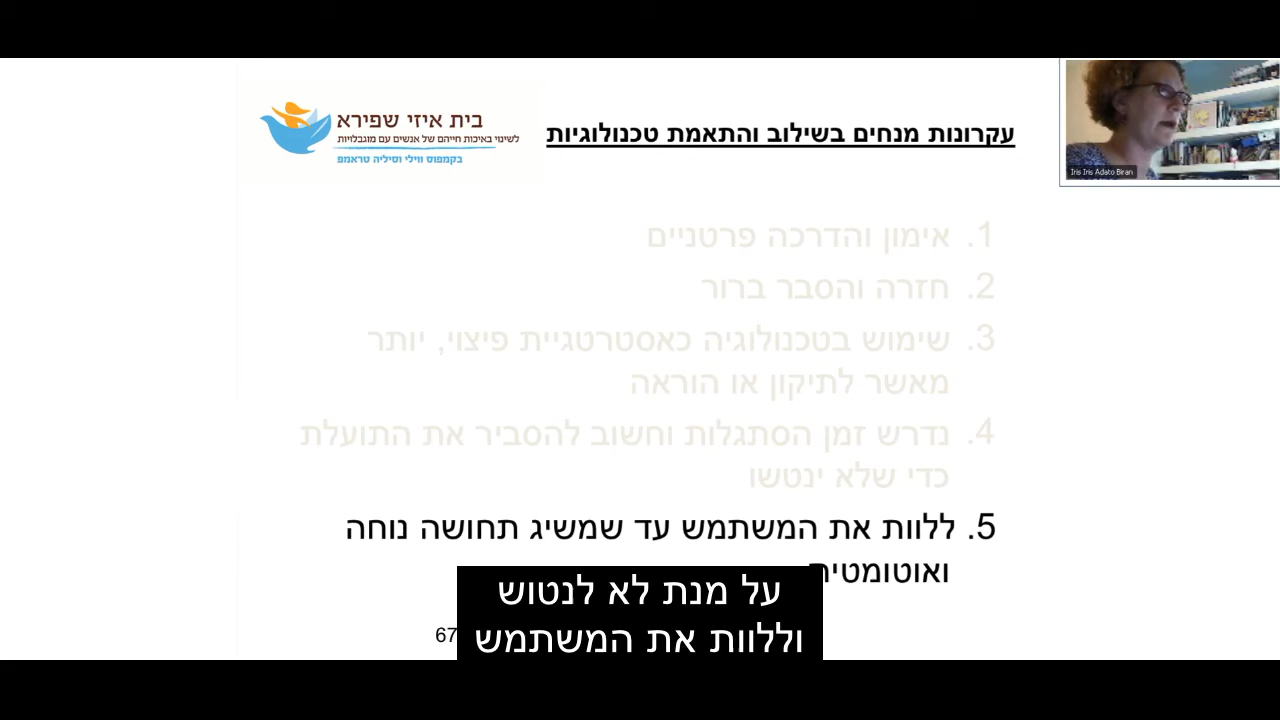 עקרונות מנחים בשילוב והתאמת טכנולוגיות
בית איזי שפירא
לשינוי באיכות חייהם של אנשים עם מוגבלויות
בקמפוס ווילי וסיליה טראמפ
Iris Iris Adato Biran
1. אימון והדרכה פרטניים
2. חזרה והסבר ברור
3. שימוש בטכנולוגיה כאסטרטגיית פיצוי, יותר
מאשר לתיקון או הוראה
4. נדרש זמן הסתגלות וחשוב להסביר את התועלת
כדי שלא ינטשו
5. ללוות את המשתמש עד שמשיג תחושה נוחה
על מנת לא לנטוש
וללוות את המשתמש
67